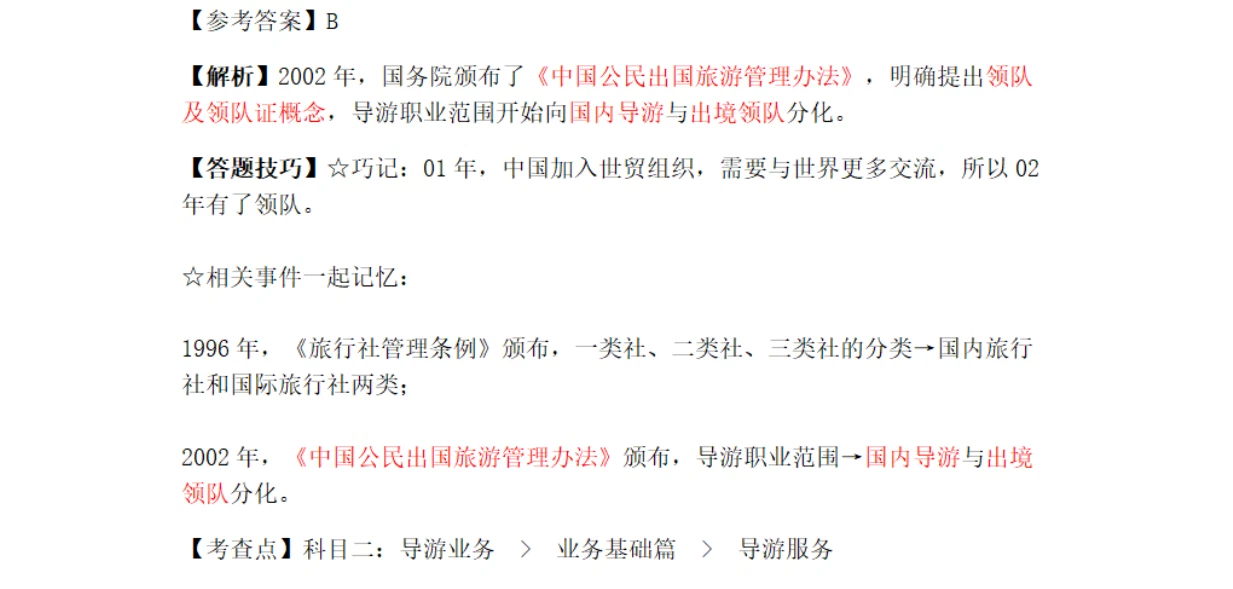 【参考答案】B
【解析】2002 年，国务院颁布了《中国公民出国旅游管理办法》，明确提出领队
及领队证概念，导游职业范围开始向国内导游与出境领队分化。
【答题技巧】☆巧记：01 年，中国加入世贸组织，需要与世界更多交流，所以 02
年有了领队。
☆相关事件一起记忆：
1996 年，《旅行社管理条例》颁布，一类社、二类社、三类社的分类→国内旅行
社和国际旅行社两类；
2002 年，《中国公民出国旅游管理办法》颁布，导游职业范围→国内导游与出境
领队分化。
【考查点】科目二：导游业务 > 业务基础篇 > 导游服务